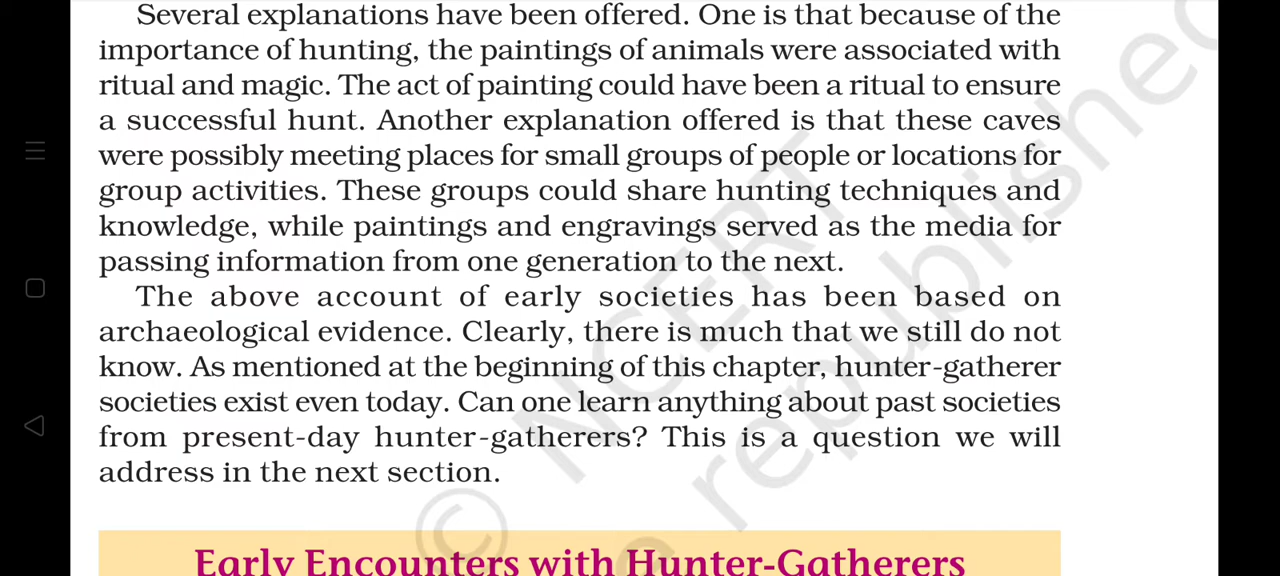 Several explanations have been offered. One is that because of the
importance of hunting, the paintings of animals were associated with
ritual and magic. The act of painting could have been a ritual to ensure
a successful hunt. Another explanation offered is that these caves
were possibly meeting places for small groups of people or locations for
group activities. These groups could share hunting techniques and
knowledge, while paintings and engravings served as the media for
passing information from one generation to the next.
The above account of early societies has been based on
archaeological evidence. Clearly, there is much that we still do not
know. As mentioned at the beginning of this chapter, hunter-gatherer
societies exist even today. Can one learn anything about past societies
from present-day hunter-gatherers? This is a question we will
address in the next section.
Early Encounters with Hunter-Gatherers
© NCERT
republished